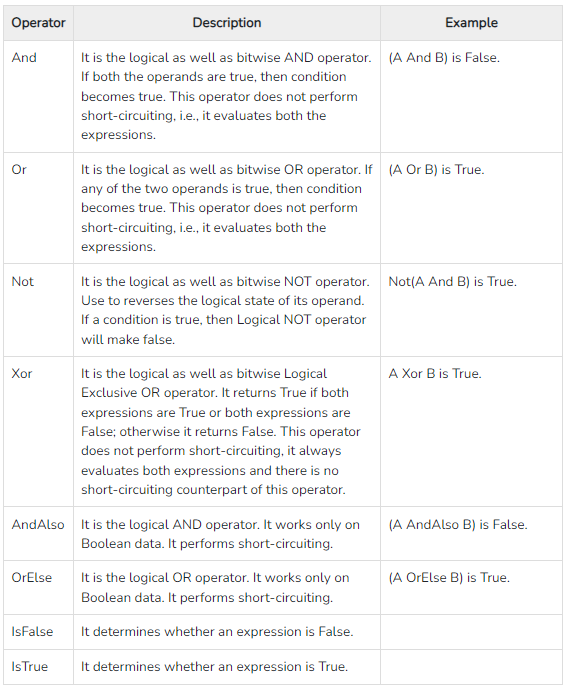 Operator Description Example
And It is the logical as well as bitwise AND operator. (A And B) is False.
If both the operands are true, then condition
becomes true. This operator does not perform
short-circuiting, i.e., it evaluates both the
expressions.
Or It is the logical as well as bitwise OR operator. If (A Or B) is True.
any of the two operands is true, then condition
becomes true. This operator does not perform
short-circuiting, i.e., it evaluates both the
expressions.
Not It is the logical as well as bitwise NOT operator. Not(A And B) is True.
Use to reverses the logical state of its operand.
If a condition is true, then Logical NOT operator
will make false.
Xor It is the logical as well as bitwise Logical A Xor B is True.
Exclusive OR operator. It returns True if both
expressions are True or both expressions are
False; otherwise it returns False. This operator
does not perform short-circuiting, it always
evaluates both expressions and there is no
short-circuiting counterpart of this operator.
AndAlso It is the logical AND operator. It works only on (A AndAlso B) is False.
Boolean data. It performs short-circuiting.
OrElse It is the logical OR operator. It works only on (A OrElse B) is True.
Boolean data. It performs short-circuiting.
IsFalse It determines whether an expression is False.
IsTrue It determines whether an expression is True.